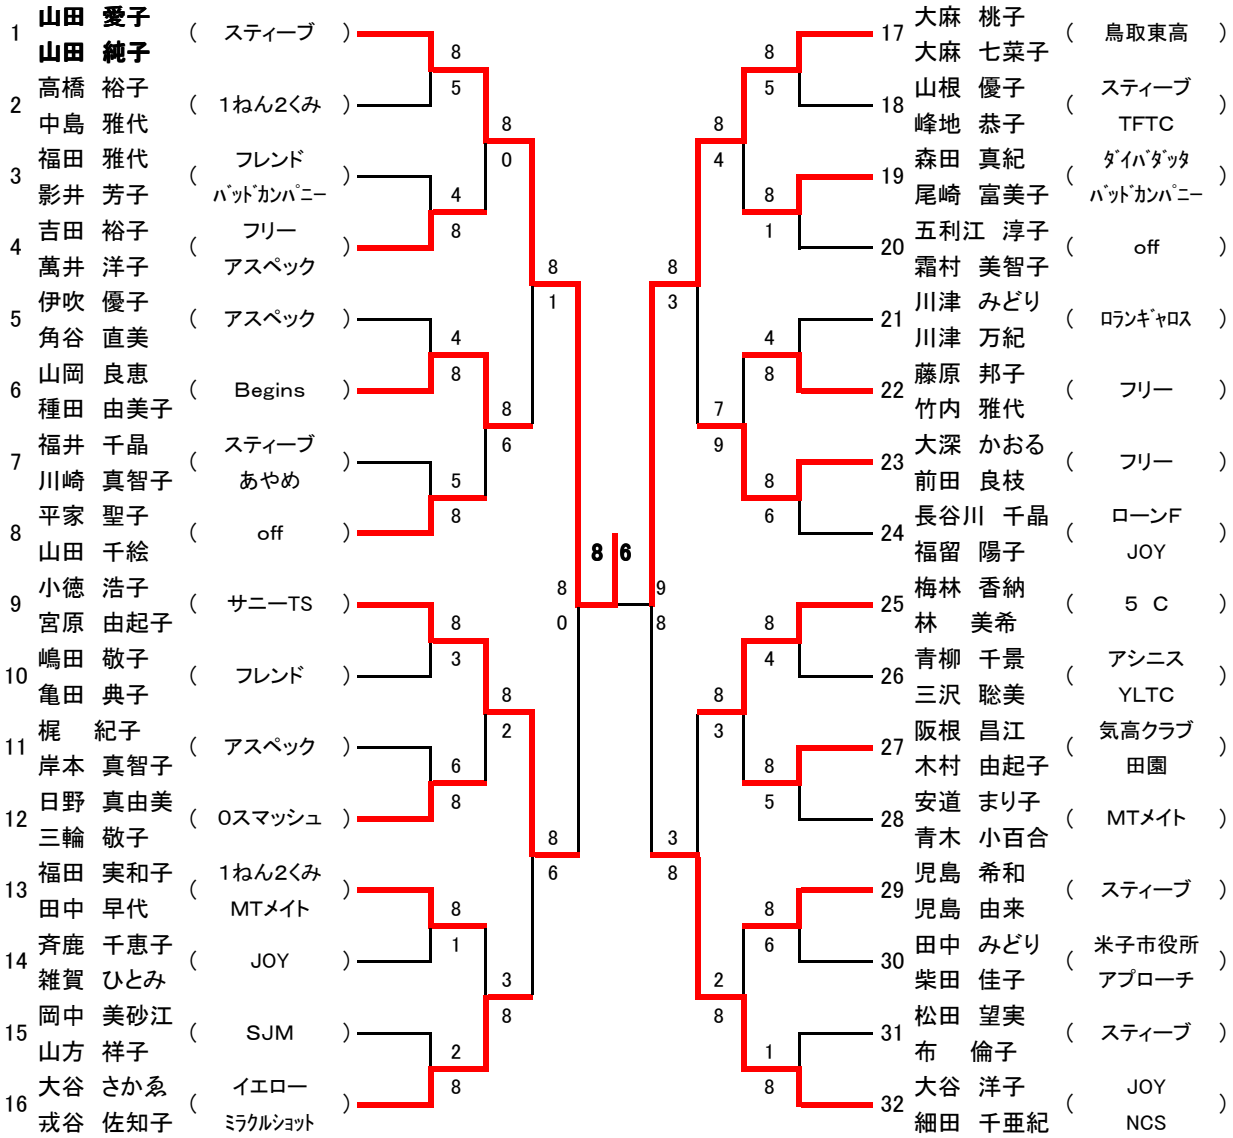 1 山田 愛子 ( スティーブ )
山田 純子
2 高橋 裕子 ( 1ねん2くみ )
中島 雅代
3 福田 雅代 ( フレンド )
影井 芳子 バッドカンパニー
4 吉田 裕子 ( フリー )
萬井 洋子 アスペック
5 伊吹 優子 ( アスペック )
角谷 直美
6 山岡 良恵 ( Begins )
種田 由美子
7 福井 千晶 ( スティーブ )
川崎 真智子 あやめ
8 平家 聖子 ( off )
山田 千絵
9 小徳 浩子 ( サニーTS )
宮原 由起子
10 嶋田 敬子 ( フレンド )
亀田 典子
11 梶 紀子 ( アスペック )
岸本 真智子
12 日野 真由美 ( Oスマッシュ )
三輪 敬子
13 福田 実和子 ( 1ねん2くみ )
田中 早代 MTメイト
14 斉鹿 千恵子 ( JOY )
雑賀 ひとみ
15 岡中 美砂江 ( SJM )
山方 祥子
16 大谷 さかゑ ( イエロー )
戎谷 佐知子 ミラクルショット
8
5
4
8
4
8
5
8
8
3
6
8
8
1
2
8
8
0
8
6
8
2
3
8
8
1
8
6
8
0
8 6
9
8
8
3
3
8
8
4
7
9
8
3
2
8
8
5
8
1
4
8
8
6
8
4
8
5
8
6
1
8
17 大麻 桃子 ( 鳥取東高 )
大麻 七菜子
18 山根 優子 ( スティーブ )
峰地 恭子 TFTC
19 森田 真紀 ( ダイバダッタ )
尾崎 富美子 バッドカンパニー
20 五利江 淳子 ( off )
霜村 美智子
21 川津 みどり ( ロランギャロス )
川津 万紀
22 藤原 邦子 ( フリー )
竹内 雅代
23 大深 かおる ( フリー )
前田 良枝
24 長谷川 千晶 ( ローンF )
福留 陽子 JOY
25 梅林 香納 ( 5 C )
林 美希
26 青柳 千景 ( アシニス )
三沢 聡美 YLTC
27 阪根 昌江 ( 気高クラブ )
木村 由起子 田園
28 安道 まり子 ( MTメイト )
青木 小百合
29 児島 希和 ( スティーブ )
児島 由来
30 田中 みどり ( 米子市役所 )
柴田 佳子 アプローチ
31 松田 望実 ( スティーブ )
布 倫子
32 大谷 洋子 ( JOY )
細田 千亜紀 NCS